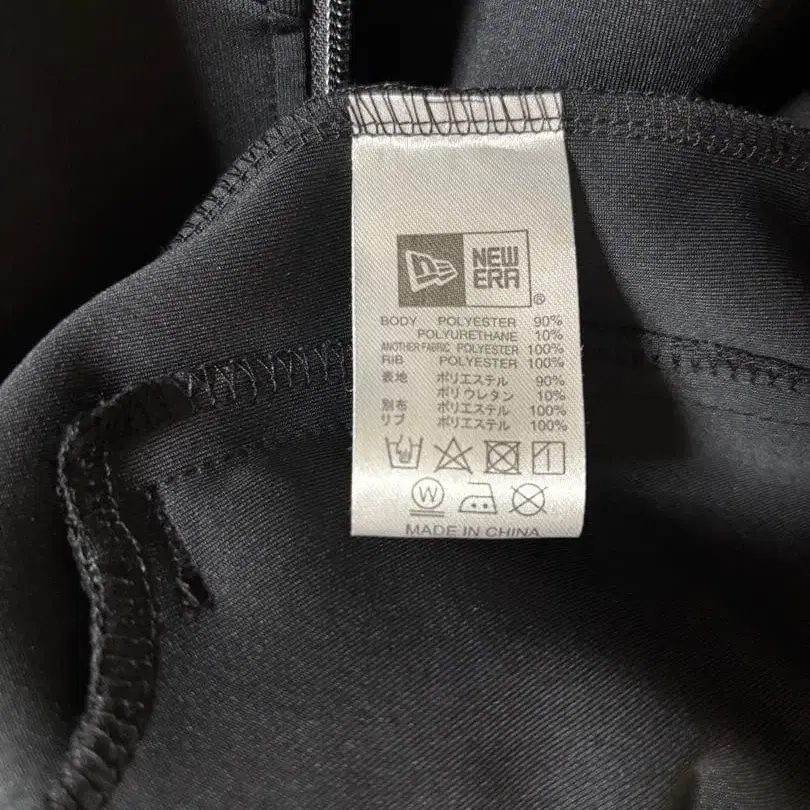 NEW
ERA
®
BODY POLYESTER 90%
POLYURETHANE 10%
ANOTHER FABRIC POLYESTER 100%
RIB POLYESTER 100%
表地 ポリエステル 90%
ポリウレタン 10%
別布 ポリエステル 100%
リブ ポリエステル 100%
W
MADE IN CHINA